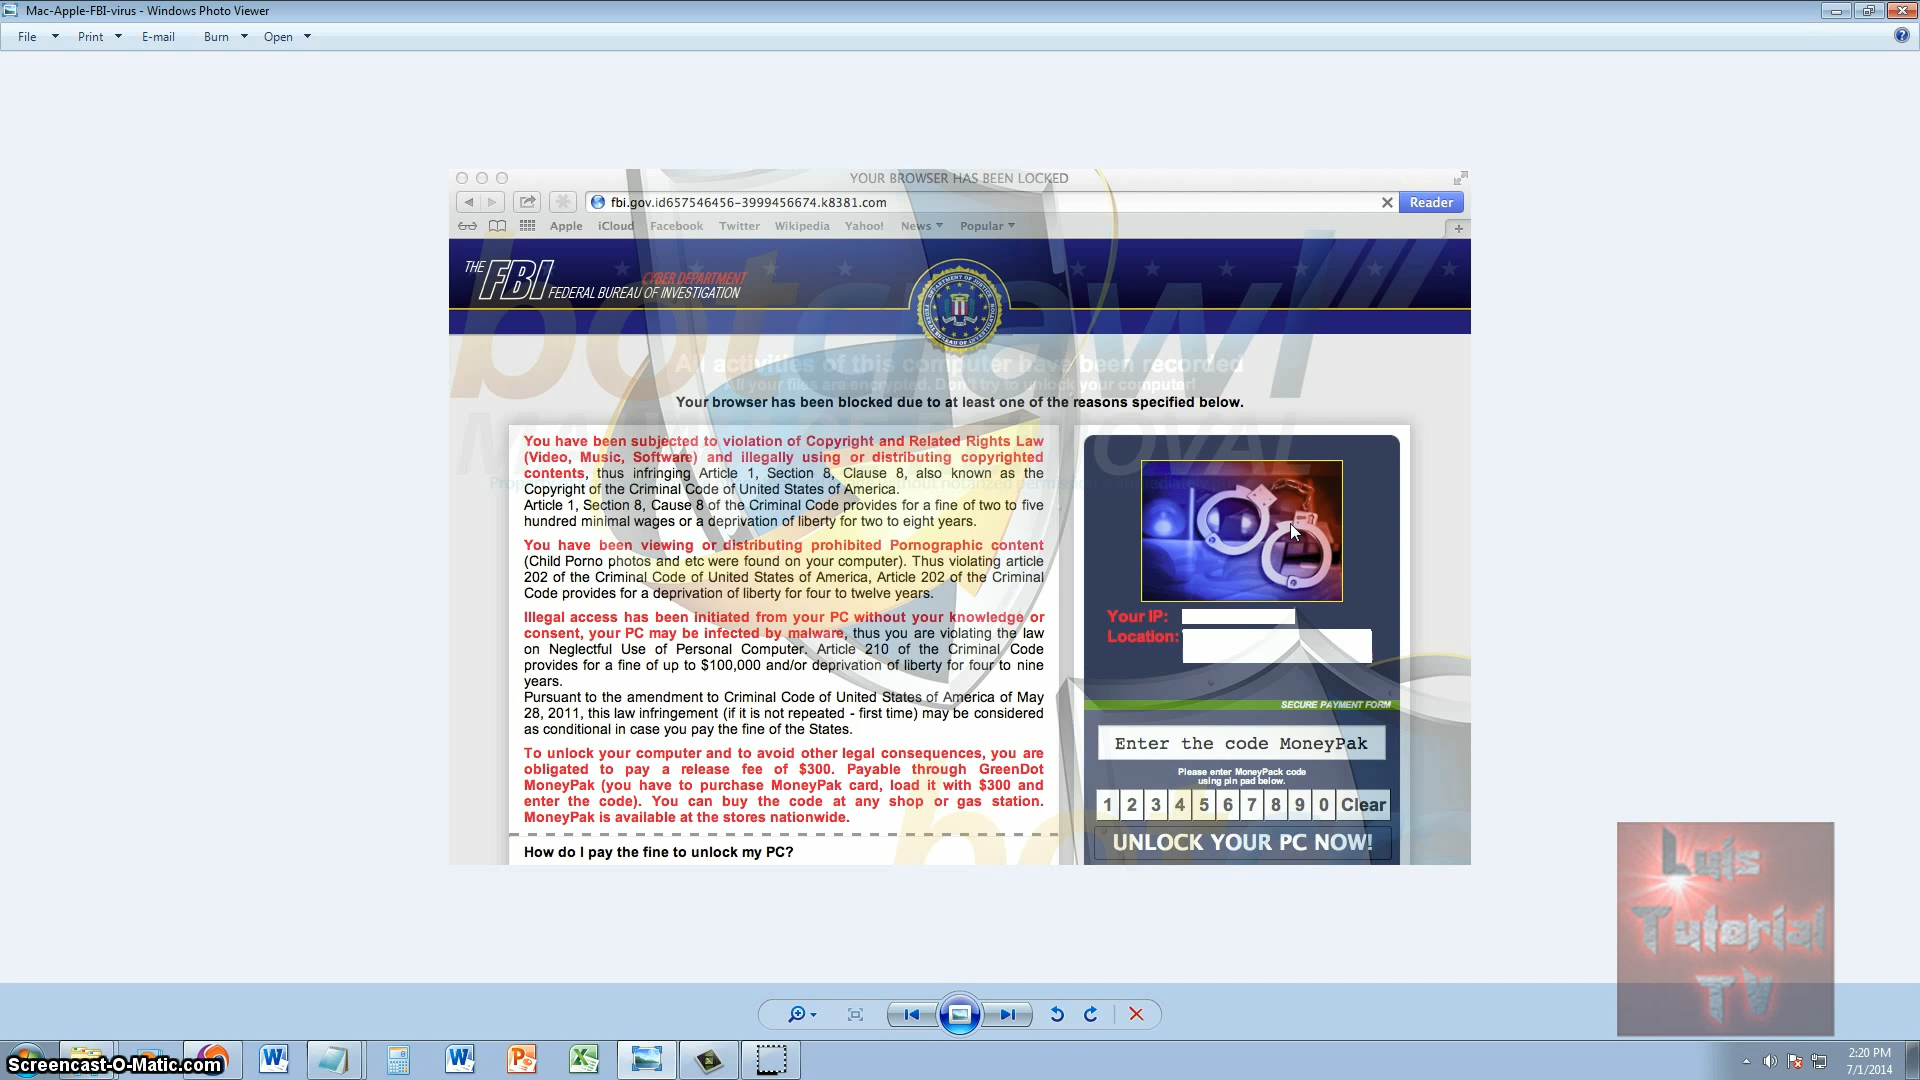 Mac-Apple-FBI-virus - Windows Photo Viewer
File Print E-mail Burn Open
YOUR BROWSER HAS BEEN LOCKED
fbi.gov.id657546456-3999456674.k8381.com
Reader
Apple iCloud Facebook Twitter Wikipedia Yahoo! News Popular
THE FBI CYBER DEPARTMENT
FEDERAL BUREAU OF INVESTIGATION
botcrawl
All activities of this computer have been recorded
All your files are encrypted. Don't try to unlock your computer!
Your browser has been blocked due to at least one of the reasons specified below.
You have been subjected to violation of Copyright and Related Rights Law
(Video, Music, Software) and illegally using or distributing copyrighted
contents, thus infringing Article 1, Section 8, Clause 8, also known as the
Copyright of the Criminal Code of United States of America.
Article 1, Section 8, Cause 8 of the Criminal Code provides for a fine of two to five
hundred minimal wages or a deprivation of liberty for two to eight years.
You have been viewing or distributing prohibited Pornographic content
(Child Porno photos and etc were found on your computer). Thus violating article
202 of the Criminal Code of United States of America, Article 202 of the Criminal
Code provides for a deprivation of liberty for four to twelve years.
Illegal access has been initiated from your PC without your knowledge or
consent, your PC may be infected by malware, thus you are violating the law
on Neglectful Use of Personal Computer. Article 210 of the Criminal Code
provides for a fine of up to $100,000 and/or deprivation of liberty for four to nine
years.
Pursuant to the amendment to Criminal Code of United States of America of May
28, 2011, this law infringement (if it is not repeated - first time) may be considered
as conditional in case you pay the fine of the States.
To unlock your computer and to avoid other legal consequences, you are
obligated to pay a release fee of $300. Payable through GreenDot
MoneyPak (you have to purchase MoneyPak card, load it with $300 and
enter the code). You can buy the code at any shop or gas station.
MoneyPak is available at the stores nationwide.
How do I pay the fine to unlock my PC?
Your IP:
Location:
SECURE PAYMENT FORM
Enter the code MoneyPak
Please enter MoneyPack code
using pin pad below.
1 2 3 4 5 6 7 8 9 0 Clear
UNLOCK YOUR PC NOW!
Luis
Tutorial
TV
Screencast-O-Matic.com
2:20 PM
7/1/2014